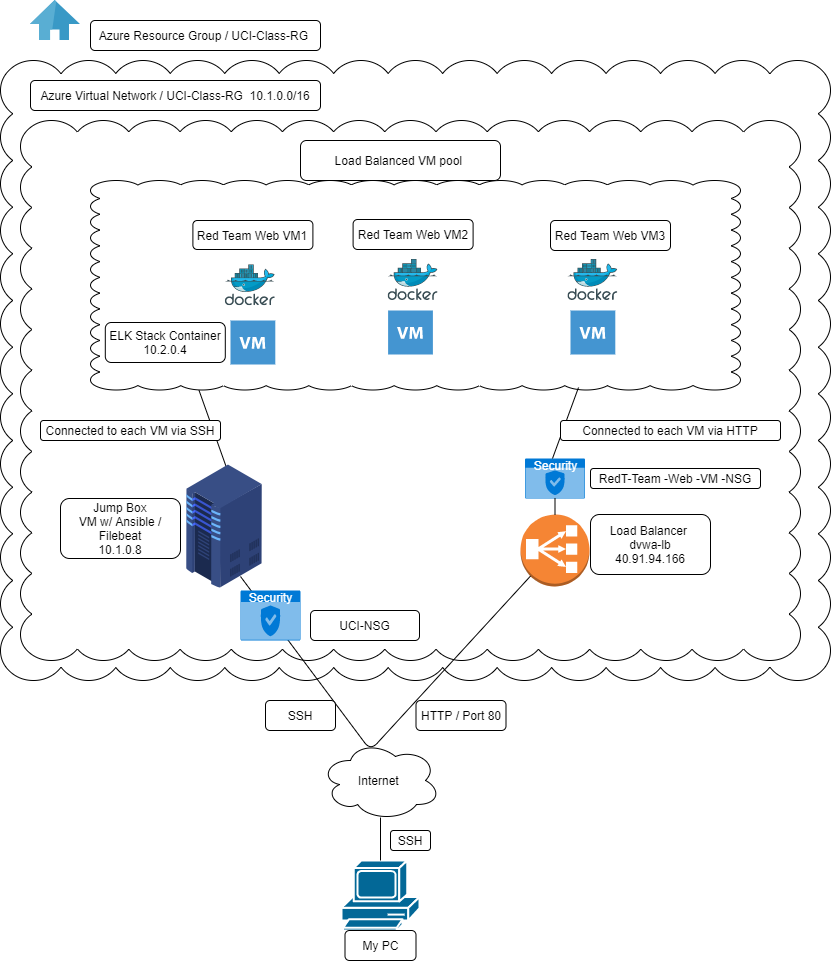 Azure Resource Group / UCI-Class-RG
Azure Virtual Network / UCI-Class-RG 10.1.0.0/16
Load Balanced VM pool
Red Team Web VM1
Red Team Web VM2
Red Team Web VM3
docker
docker
docker
ELK Stack Container
10.2.0.4
VM
VM
VM
Connected to each VM via SSH
Connected to each VM via HTTP
Security
RedT-Team -Web -VM -NSG
Jump Box
VM w/ Ansible /
Filebeat
10.1.0.8
Load Balancer
dvwa-lb
40.91.94.166
Security
UCI-NSG
SSH
HTTP / Port 80
Internet
SSH
My PC